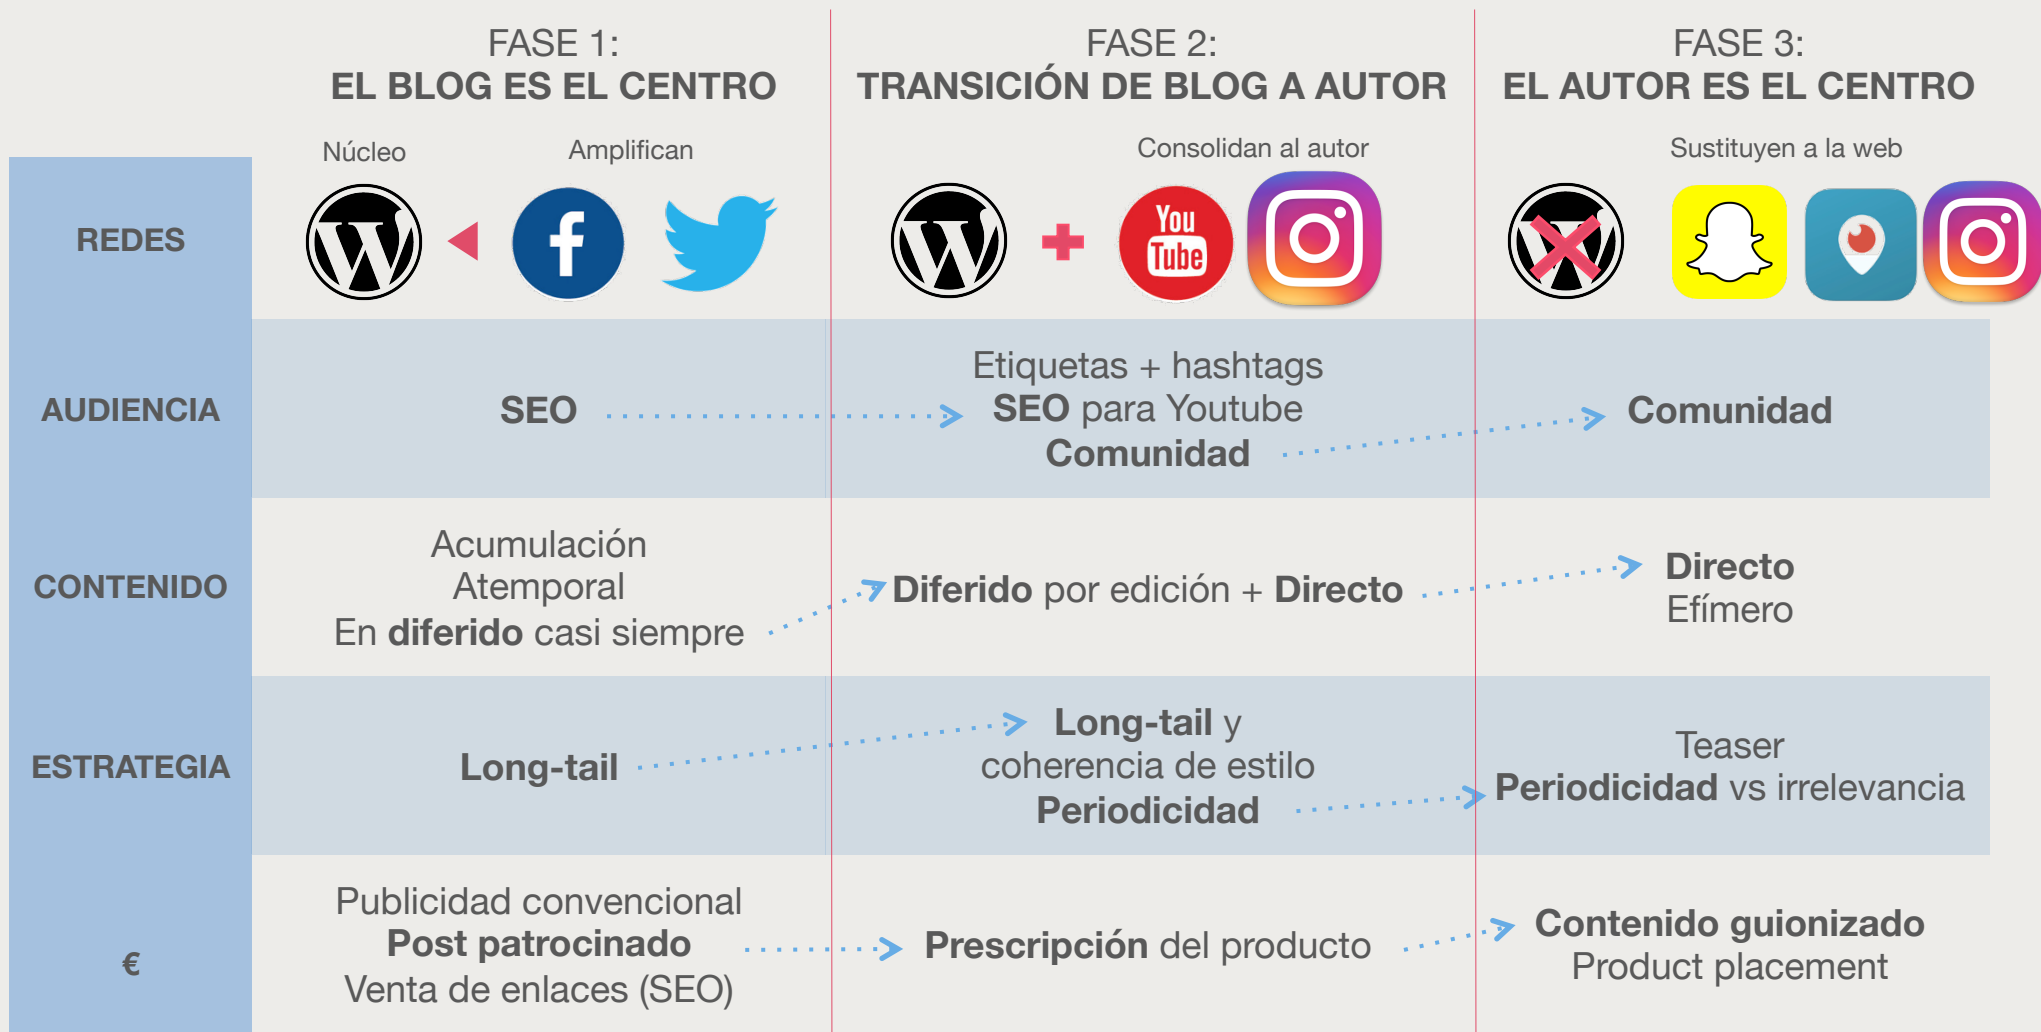 FASE 1:
EL BLOG ES EL CENTRO
FASE 2:
TRANSICIÓN DE BLOG A AUTOR
FASE 3:
EL AUTOR ES EL CENTRO
Núcleo
Amplifican
Consolidan al autor
Sustituyen a la web
REDES
You
Tube
AUDIENCIA
SEO
Etiquetas + hashtags
SEO para Youtube
Comunidad
Comunidad
CONTENIDO
Acumulación
Atemporal
En diferido casi siempre
Diferido por edición + Directo
Directo
Efímero
ESTRATEGIA
Long-tail
Long-tail y
coherencia de estilo
Periodicidad
Teaser
Periodicidad vs irrelevancia
€
Publicidad convencional
Post patrocinado
Venta de enlaces (SEO)
Prescripción del producto
Contenido guionizado
Product placement